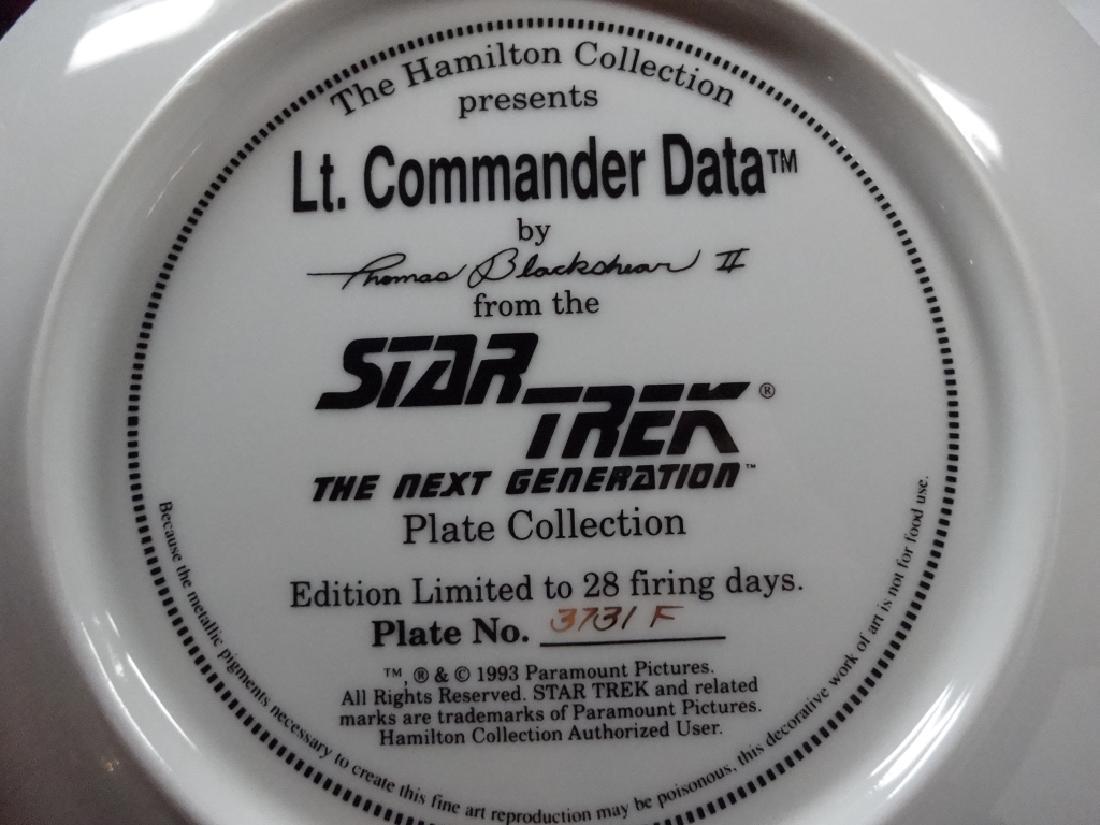 The Hamilton Collection
presents
Lt. Commander Data™
by
Thomas Blackshear II
from the
STAR
TREK®
THE NEXT GENERATION™
Plate Collection
Edition Limited to 28 firing days.
Plate No. 3731 F
™, ® & © 1993 Paramount Pictures.
All Rights Reserved. STAR TREK and related
marks are trademarks of Paramount Pictures.
Hamilton Collection Authorized User.
Because the metallic pigments necessary to create this fine art reproduction may be poisonous, this decorative work of art is not for food use.